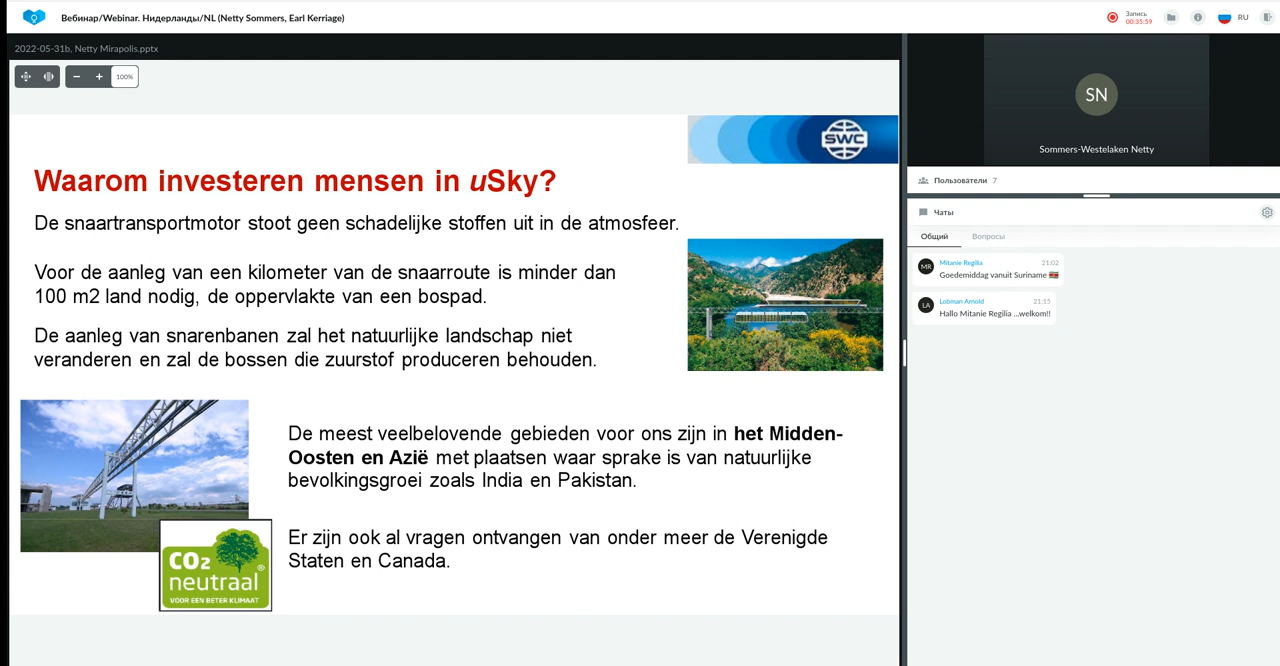 Вебинар/Webinar. Нидерланды/NL (Netty Sommers, Earl Kerriage)
Запись
00:35:59
RU
2022-05-31b, Netty Mirapolis.pptx
100%
SWC
Waarom investeren mensen in uSky?
De snaartransportmotor stoot geen schadelijke stoffen uit in de atmosfeer.
Voor de aanleg van een kilometer van de snaarroute is minder dan
100 m2 land nodig, de oppervlakte van een bospad.
De aanleg van snarenbanen zal het natuurlijke landschap niet
veranderen en zal de bossen die zuurstof produceren behouden.
De meest veelbelovende gebieden voor ons zijn in het Midden-
Oosten en Azië met plaatsen waar sprake is van natuurlijke
bevolkingsgroei zoals India en Pakistan.
Er zijn ook al vragen ontvangen van onder meer de Verenigde
Staten en Canada.
CO2
neutraal®
VOOR EEN BETER KLIMAAT
SN
Sommers-Westelaken Netty
Пользователи 7
Чаты
Общий
Вопросы
MR
Mitanie Regilia
21:02
Goedemiddag vanuit Suriname
LA
Lobman Arnold
21:15
Hallo Mitanie Regilia ...welkom!!